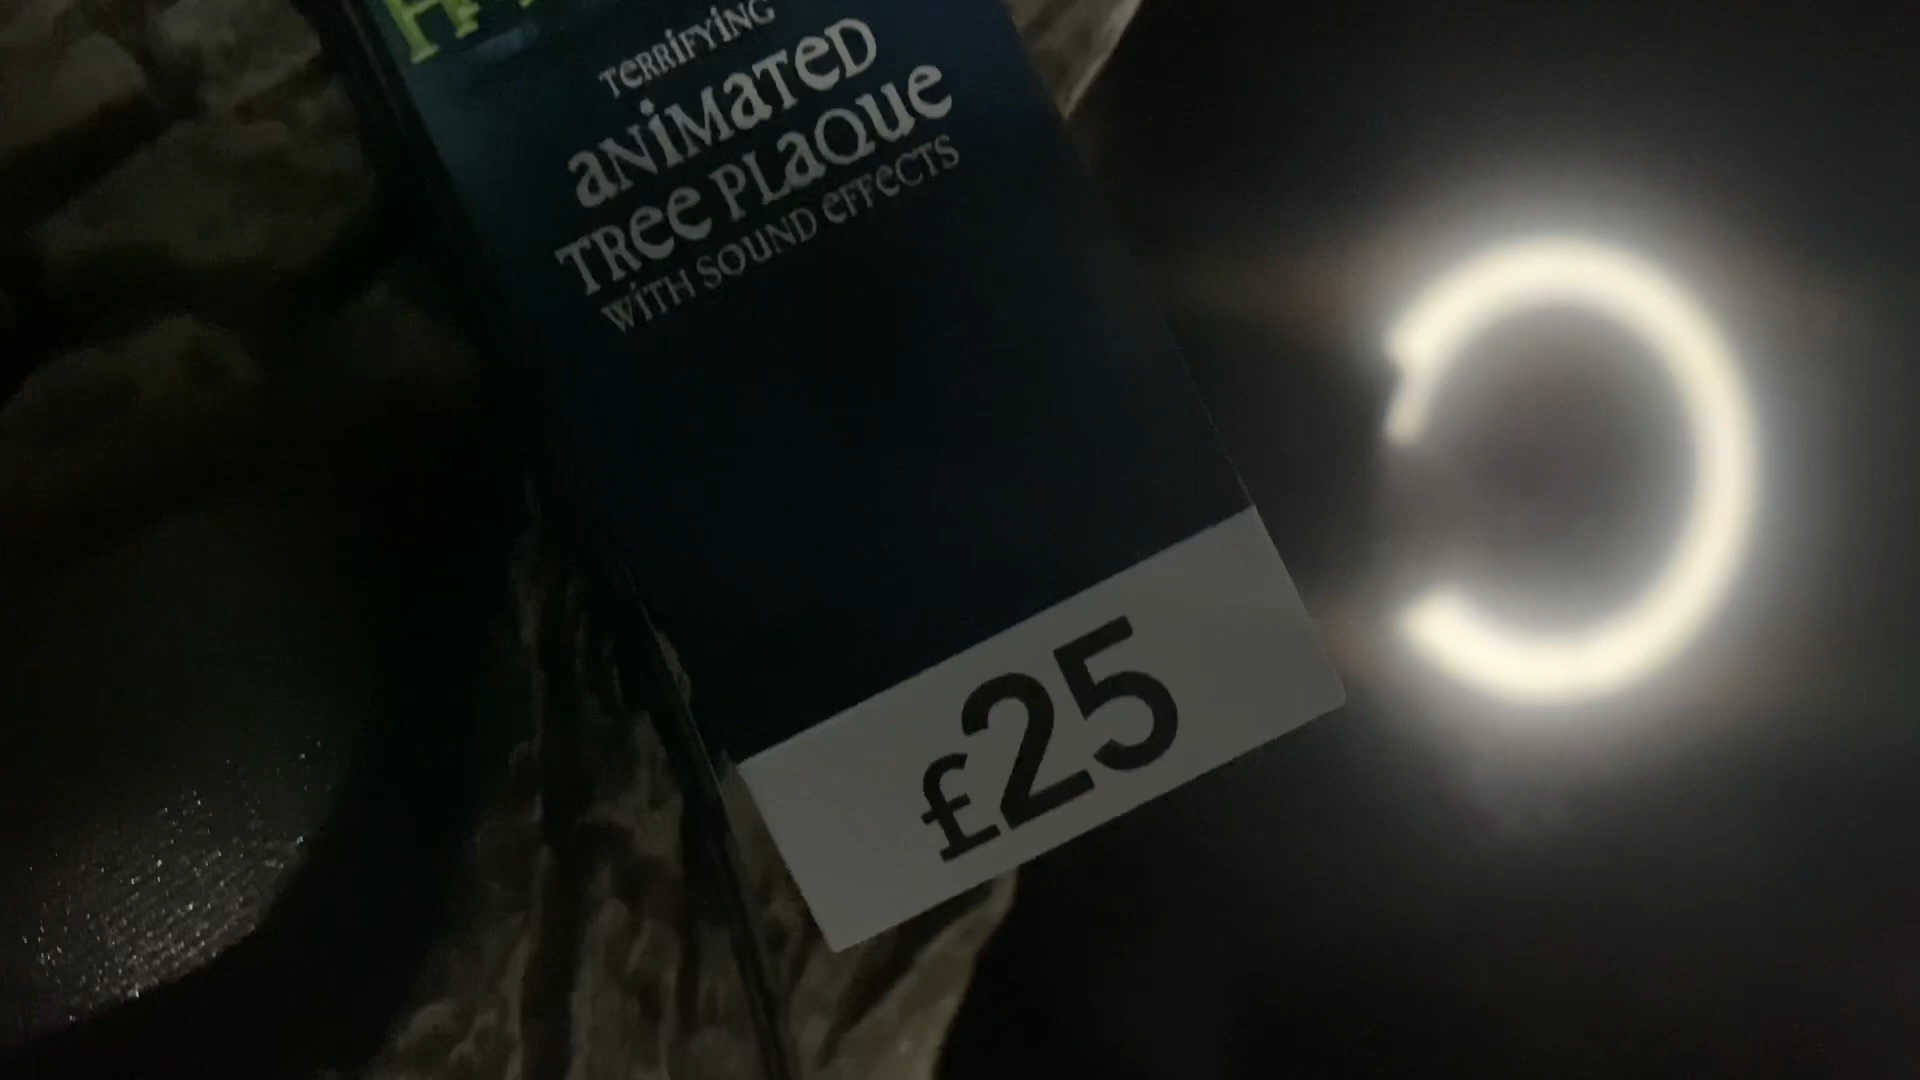 TeRRiFYiNG
aNiMaTeD
TRee PLaQue
WiTH SOUND eFFeCTS
£25